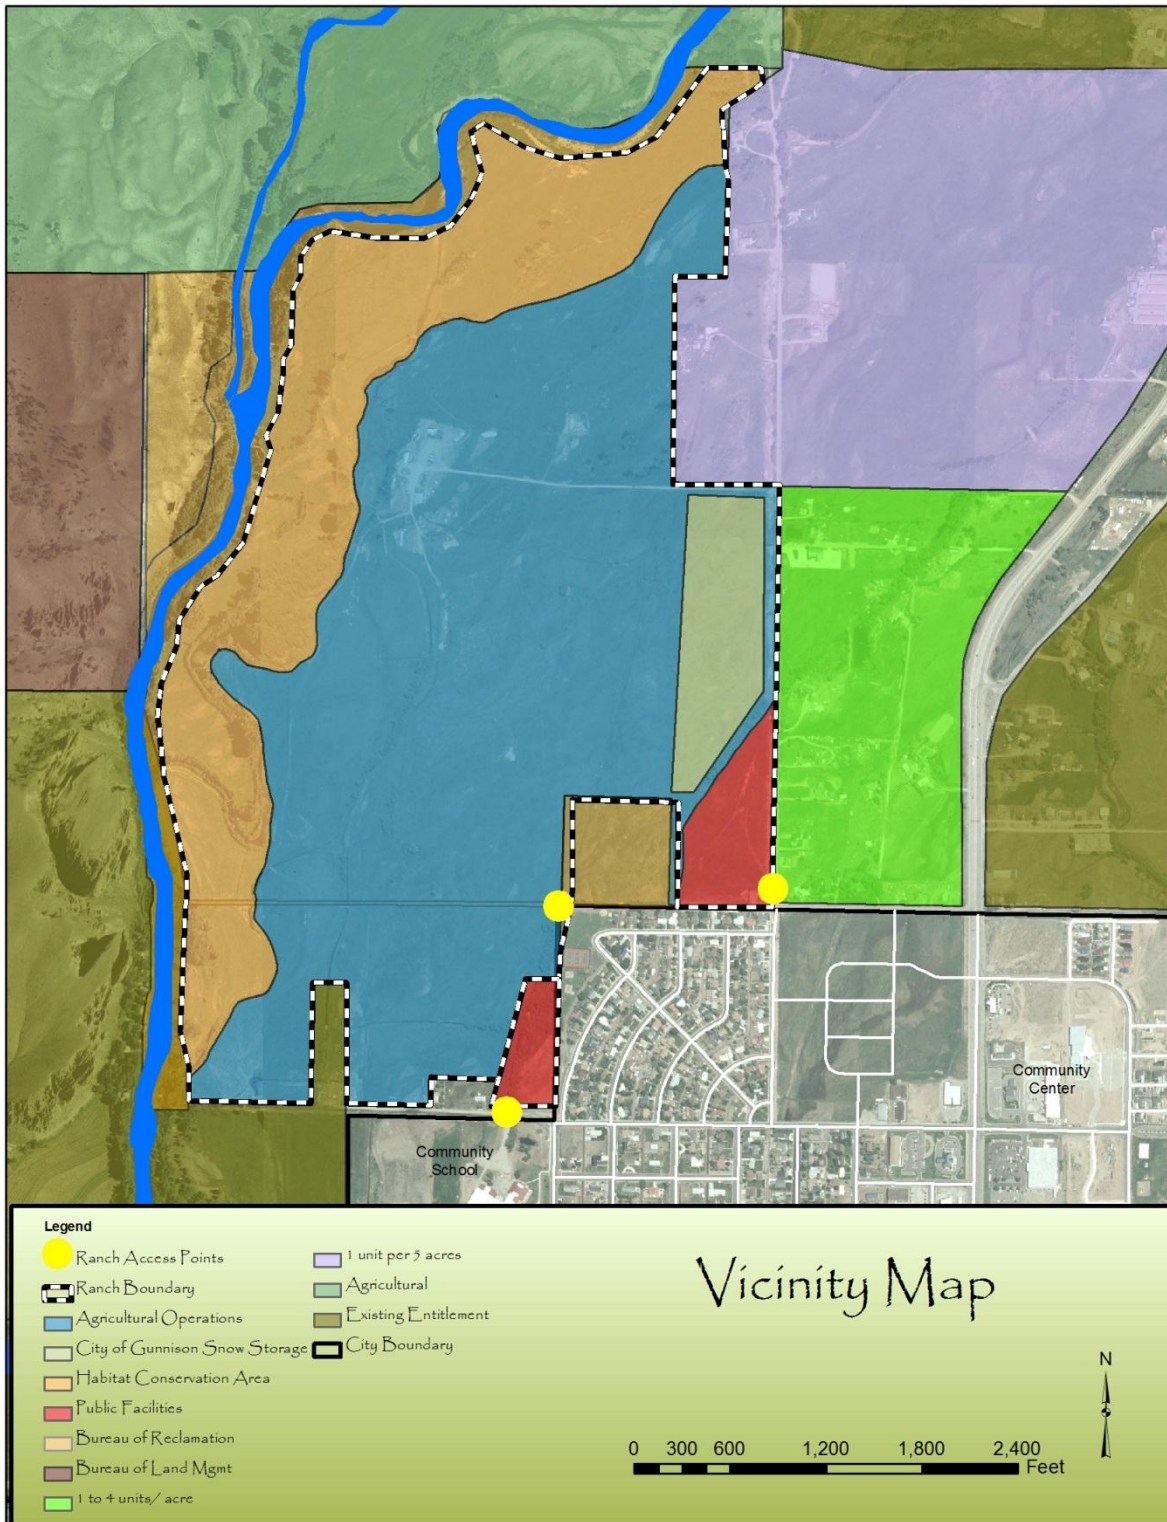 Community
Center
Community
School
Legend
Ranch Access Points
Ranch Boundary
Agricultural Operations
City of Gunnison Snow Storage
Habitat Conservation Area
Public Facilities
Bureau of Reclamation
Bureau of Land Mgmt
1 to 4 units/ acre
1 unit per 5 acres
Agricultural
Existing Entitlement
City Boundary
Vicinity Map
N
0 300 600 1,200 1,800 2,400
Feet